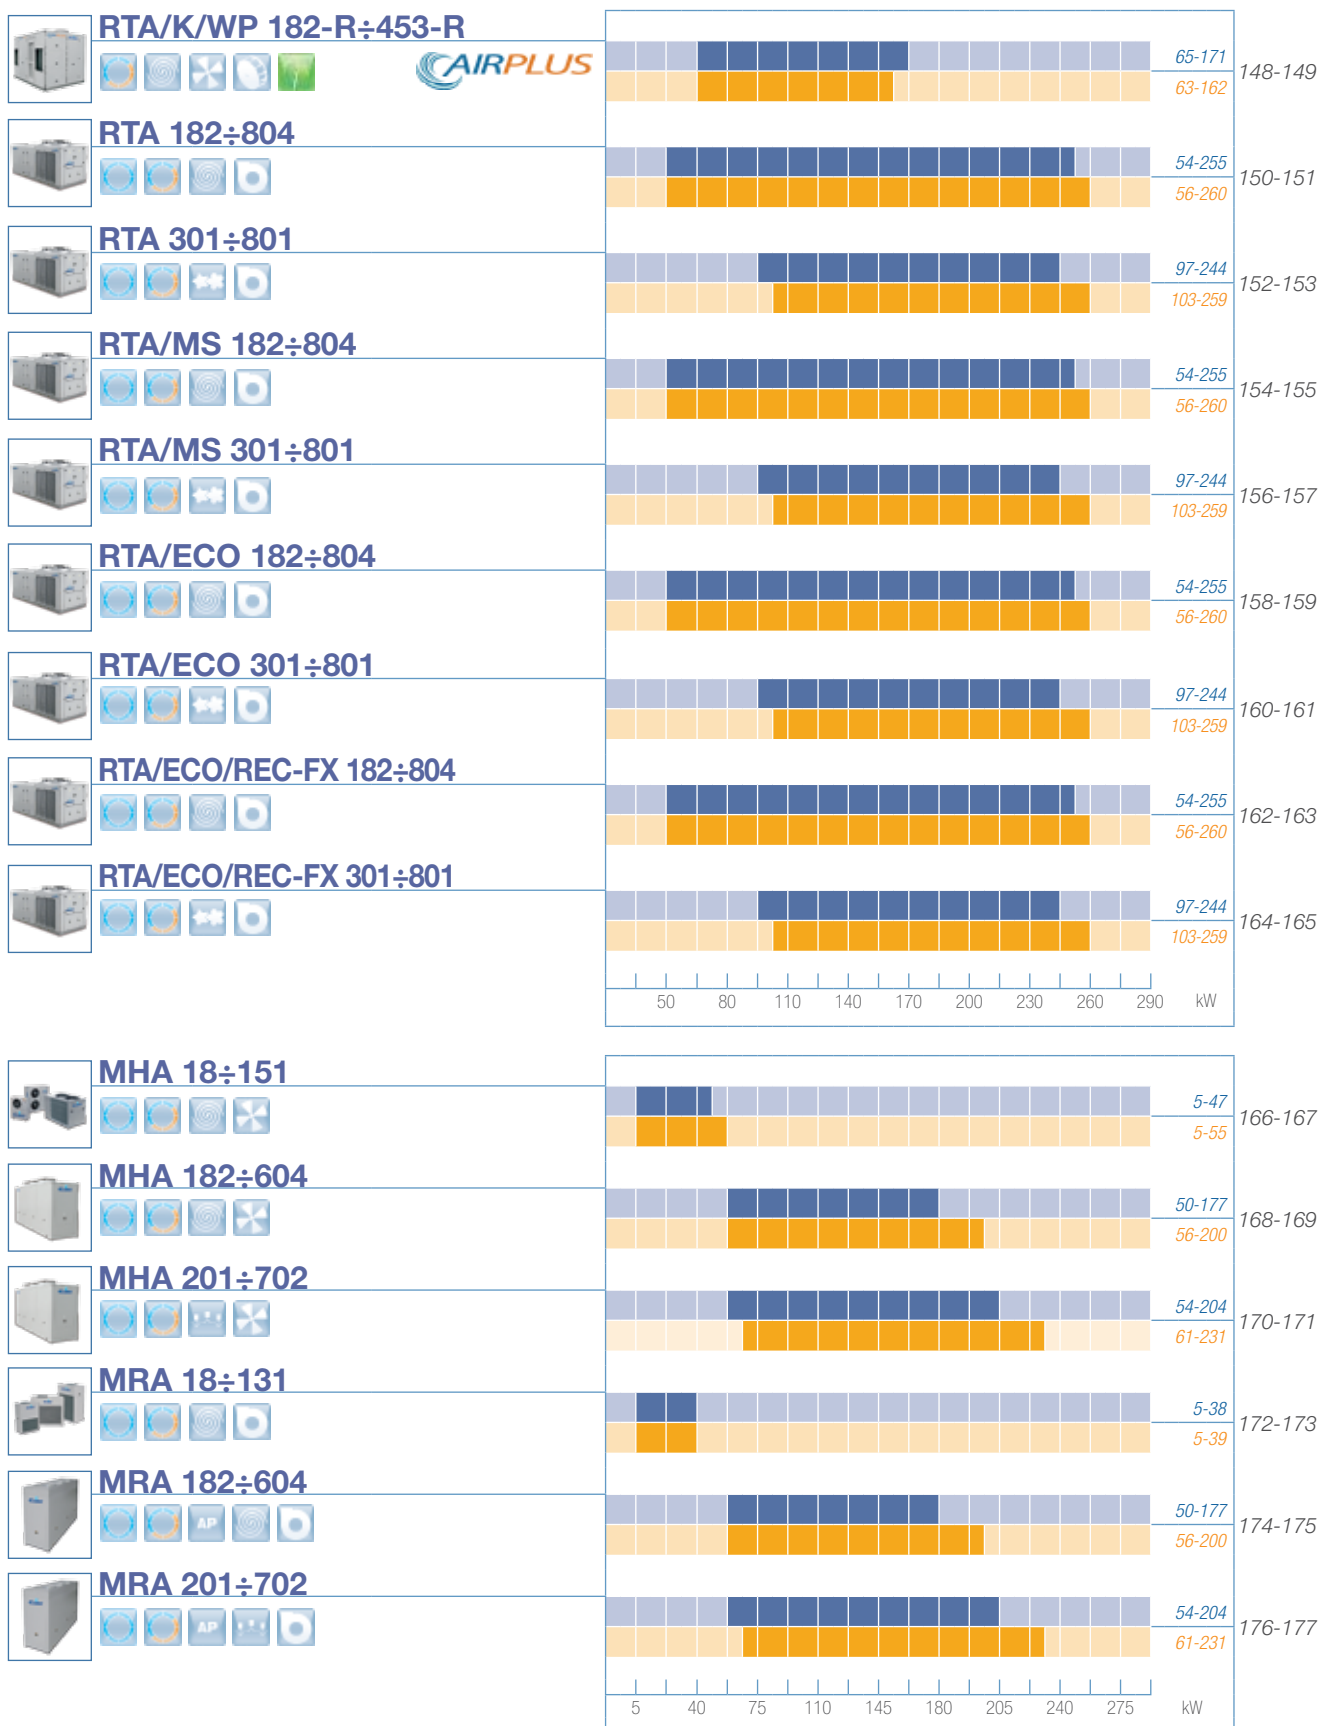 RTA/K/WP 182-R÷453-R
AIRPLUS
65-171
63-162
148-149
RTA 182÷804
54-255
56-260
150-151
RTA 301÷801
97-244
103-259
152-153
RTA/MS 182÷804
54-255
56-260
154-155
RTA/MS 301÷801
97-244
103-259
156-157
RTA/ECO 182÷804
54-255
56-260
158-159
RTA/ECO 301÷801
97-244
103-259
160-161
RTA/ECO/REC-FX 182÷804
54-255
56-260
162-163
RTA/ECO/REC-FX 301÷801
97-244
103-259
164-165
50 80 110 140 170 200 230 260 290 kW
MHA 18÷151
5-47
5-55
166-167
MHA 182÷604
50-177
56-200
168-169
MHA 201÷702
54-204
61-231
170-171
MRA 18÷131
5-38
5-39
172-173
MRA 182÷604
AP
50-177
56-200
174-175
MRA 201÷702
AP
54-204
61-231
176-177
5 40 75 110 145 180 205 240 275 kW